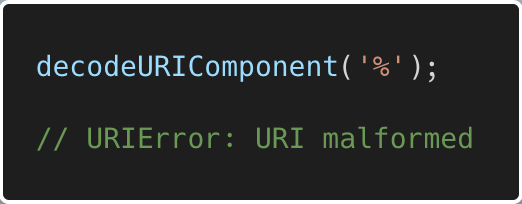 decodeURIComponent('%');
// URIError: URI malformed